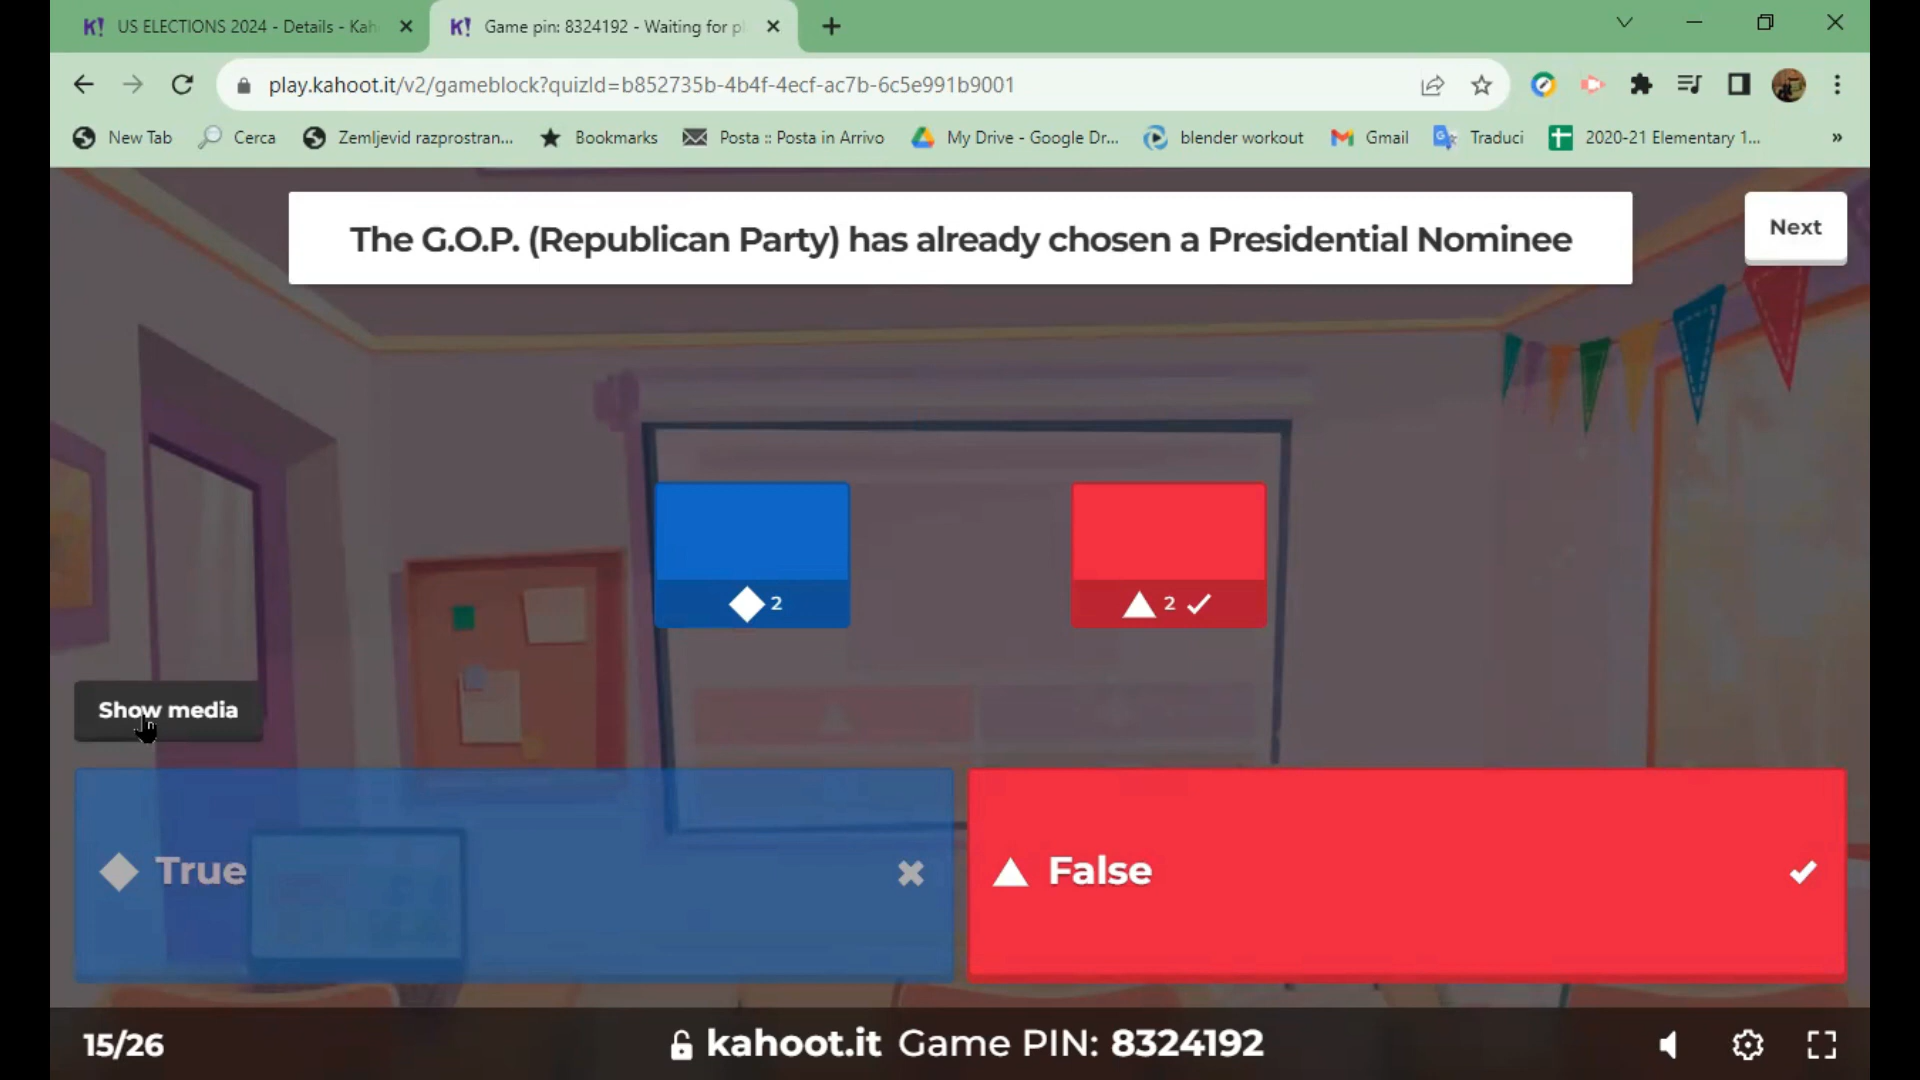 K! US ELECTIONS 2024 - Details - Kah
K! Game pin: 8324192 - Waiting for pl
play.kahoot.it/v2/gameblock?quizId=b852735b-4b4f-4ecf-ac7b-6c5e991b9001
New Tab
Cerca
Zemljevid razprostran...
Bookmarks
Posta :: Posta in Arrivo
My Drive - Google Dr...
blender workout
Gmail
Traduci
2020-21 Elementary 1...
»
The G.O.P. (Republican Party) has already chosen a Presidential Nominee
Next
2
2
Show media
True
False
15/26
kahoot.it Game PIN: 8324192